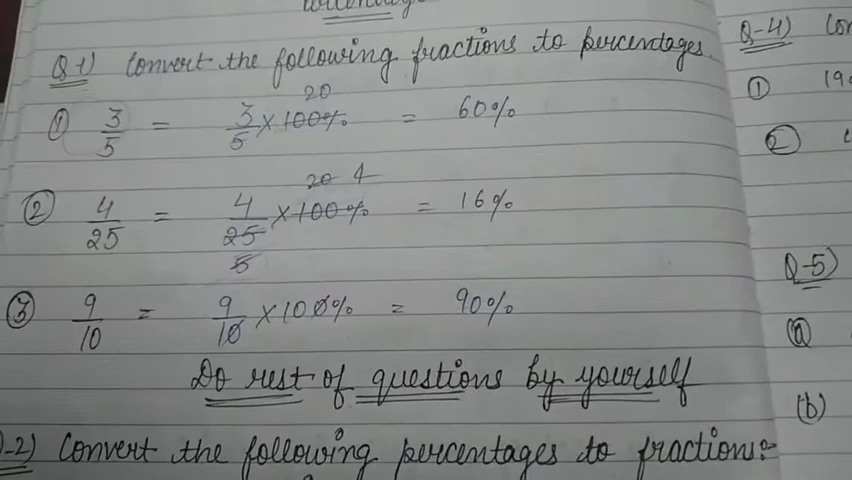 Q 1) Convert the following fractions to percentages.
① 3/5 = 3/5 × 100% 20 = 60%
② 4/25 = 4/25 5 × 100% 20 4 = 16%
③ 9/10 = 9/10 × 100% = 90%
Do rest of questions by yourself
-2) Convert the following percentages to fractions:-
Q-4)
①
②
Q-5)
ⓐ
(b)